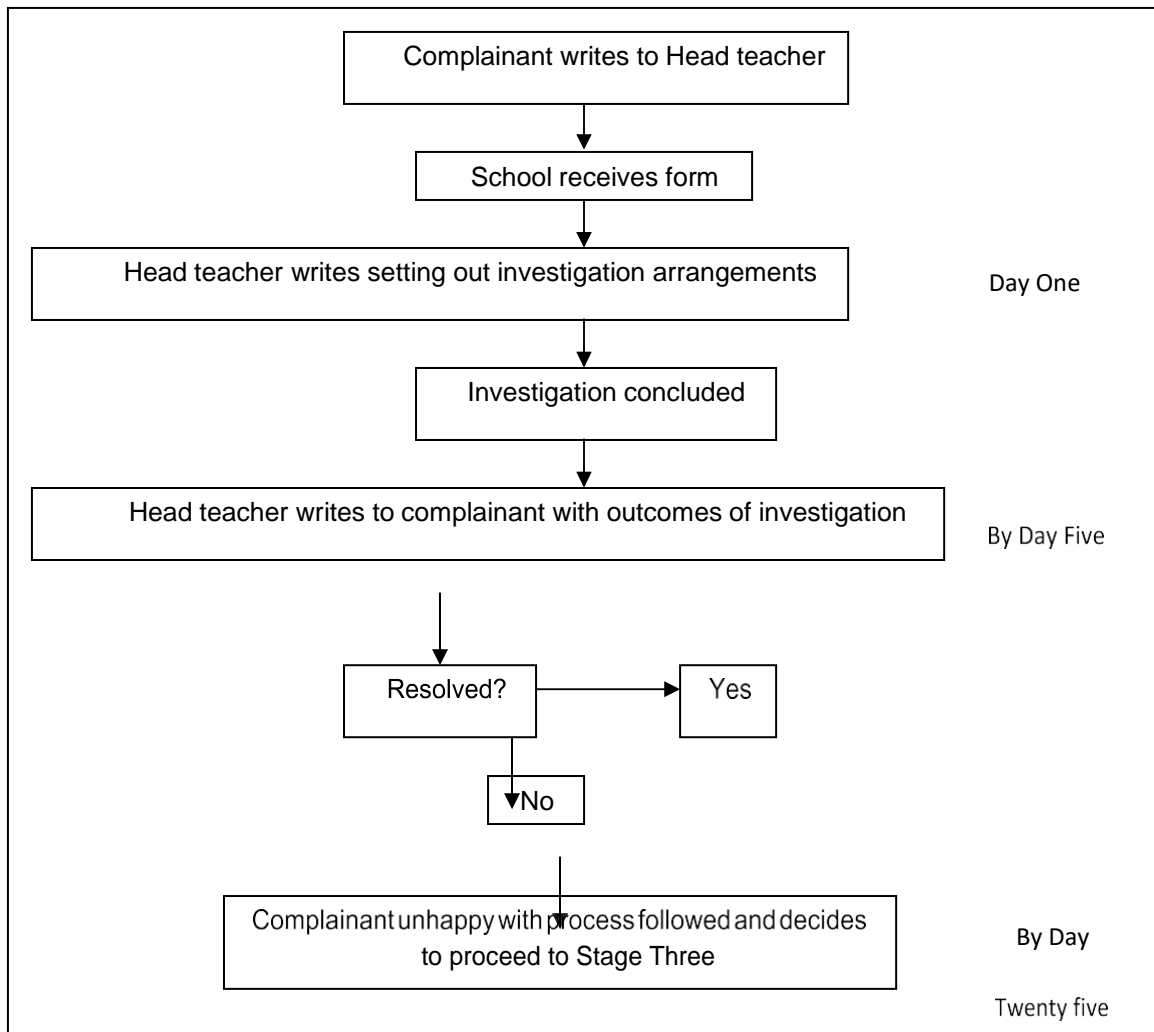 Complainant writes to Head teacher
School receives form
Head teacher writes setting out investigation arrangements
Day One
Investigation concluded
Head teacher writes to complainant with outcomes of investigation
By Day Five
Resolved?
Yes
No
Complainant unhappy with process followed and decides
to proceed to Stage Three
By Day
Twenty five